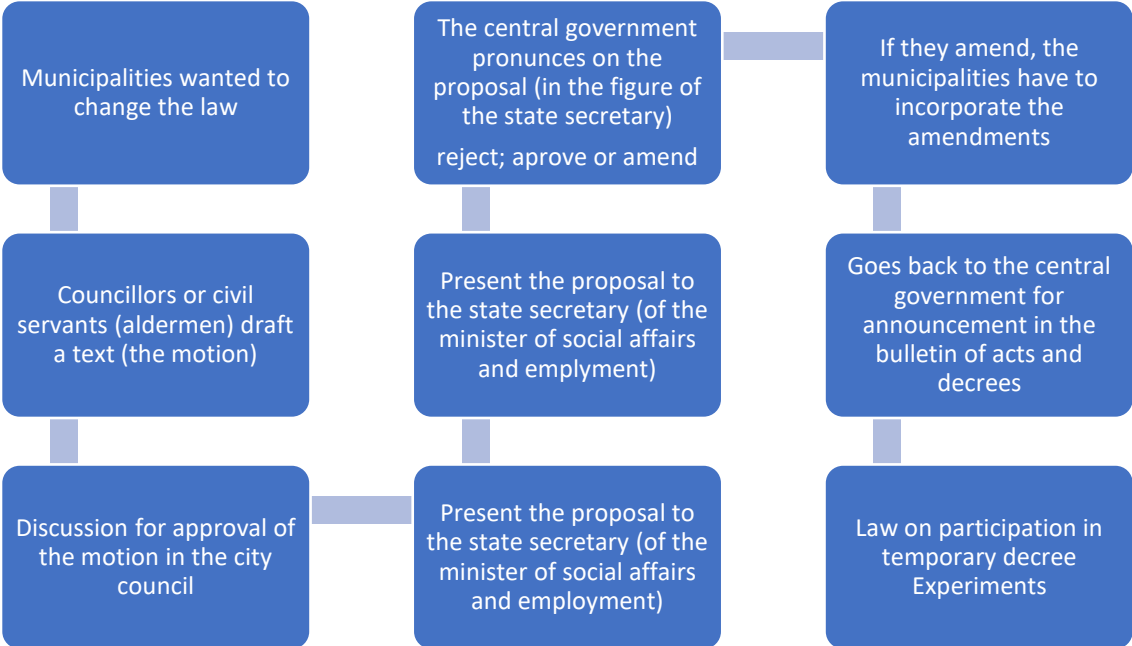 Municipalities wanted to
change the law
Councillors or civil
servants (aldermen) draft
a text (the motion)
Discussion for approval of
the motion in the city
council
Present the proposal to
the state secretary (of the
minister of social affairs
and employment)
Present the proposal to
the state secretary (of the
minister of social affairs
and emplyment)
The central government
pronunces on the
proposal (in the figure of
the state secretary)
reject; aprove or amend
If they amend, the
municipalities have to
incorporate the
amendments
Goes back to the central
government for
announcement in the
bulletin of acts and
decrees
Law on participation in
temporary decree
Experiments